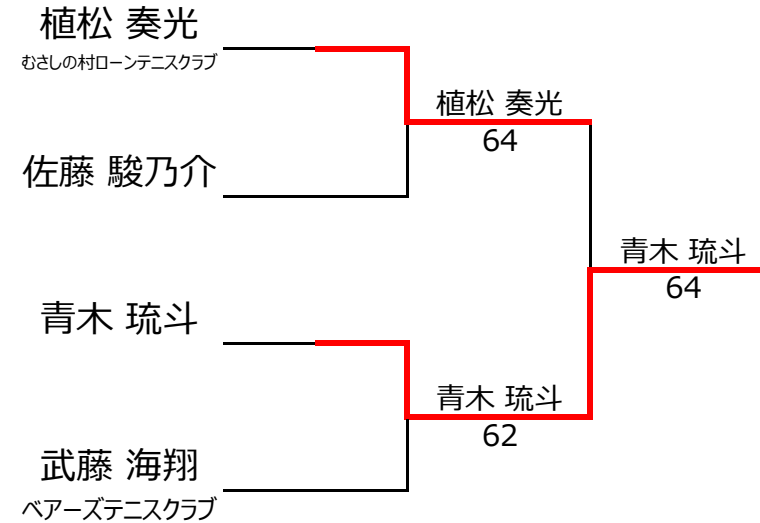 植松 奏光
むさしの村ローンテニスクラブ
植松 奏光
64
佐藤 駿乃介
青木 琉斗
64
青木 琉斗
青木 琉斗
62
武藤 海翔
ベアーズテニスクラブ